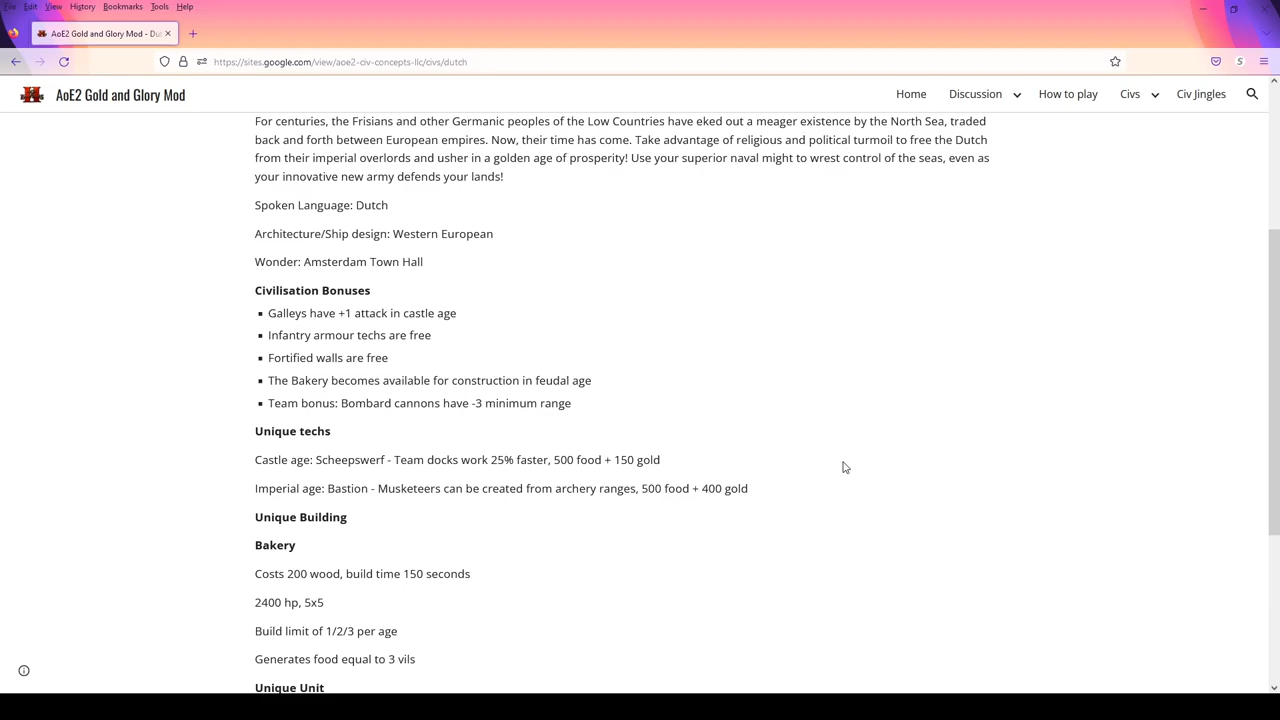 File Edit View History Bookmarks Tools Help
AoE2 Gold and Glory Mod - Du
https://sites.google.com/view/aoe2-civ-concepts-llc/civs/dutch
AoE2 Gold and Glory Mod
Home Discussion How to play Civs Civ Jingles
For centuries, the Frisians and other Germanic peoples of the Low Countries have eked out a meager existence by the North Sea, traded
back and forth between European empires. Now, their time has come. Take advantage of religious and political turmoil to free the Dutch
from their imperial overlords and usher in a golden age of prosperity! Use your superior naval might to wrest control of the seas, even as
your innovative new army defends your lands!
Spoken Language: Dutch
Architecture/Ship design: Western European
Wonder: Amsterdam Town Hall
Civilisation Bonuses
▪ Galleys have +1 attack in castle age
▪ Infantry armour techs are free
▪ Fortified walls are free
▪ The Bakery becomes available for construction in feudal age
▪ Team bonus: Bombard cannons have -3 minimum range
Unique techs
Castle age: Scheepswerf - Team docks work 25% faster, 500 food + 150 gold
Imperial age: Bastion - Musketeers can be created from archery ranges, 500 food + 400 gold
Unique Building
Bakery
Costs 200 wood, build time 150 seconds
2400 hp, 5x5
Build limit of 1/2/3 per age
Generates food equal to 3 vils
Unique Unit